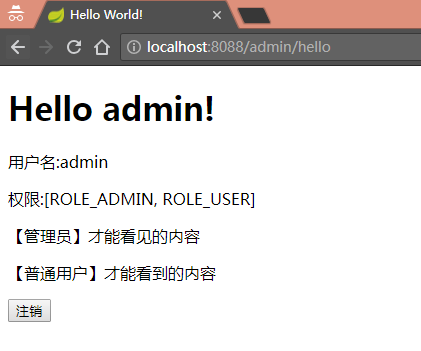 Hello World!
localhost:8088/admin/hello
Hello admin!
用户名:admin
权限:[ROLE_ADMIN, ROLE_USER]
【管理员】才能看见的内容
【普通用户】才能看到的内容
注销